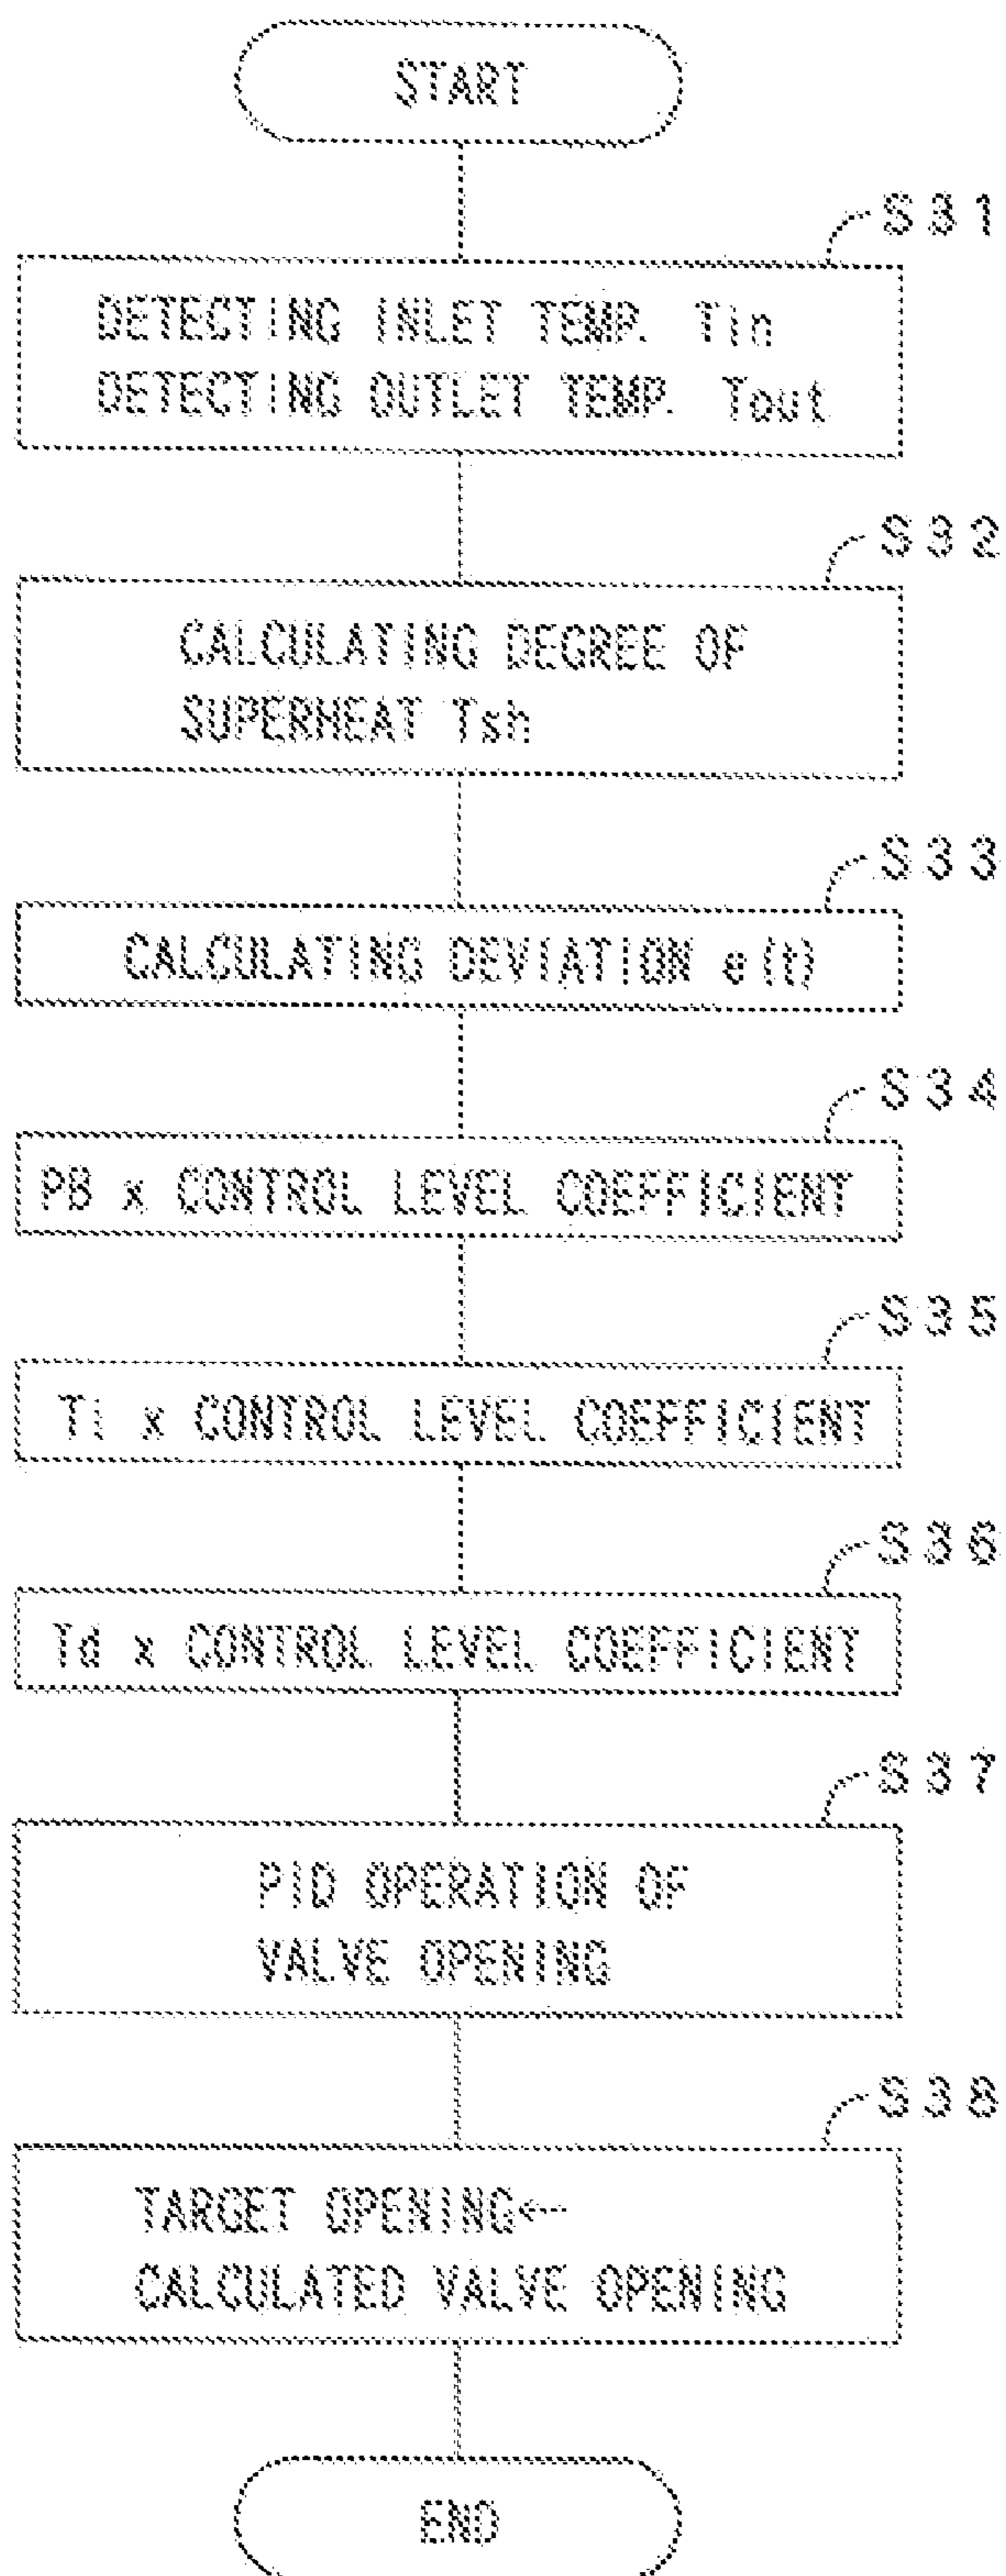 START
S31
DETECTING INLET TEMP. Tin
DETECTING OUTLET TEMP. Tout
S32
CALCULATING DEGREE OF
SUPERHEAT Tsh
S33
CALCULATING DEVIATION e(t)
S34
PB x CONTROL LEVEL COEFFICIENT
S35
Ti x CONTROL LEVEL COEFFICIENT
S36
Td x CONTROL LEVEL COEFFICIENT
S37
PID OPERATION OF
VALVE OPENING
S38
TARGET OPENING←
CALCULATED VALVE OPENING
END